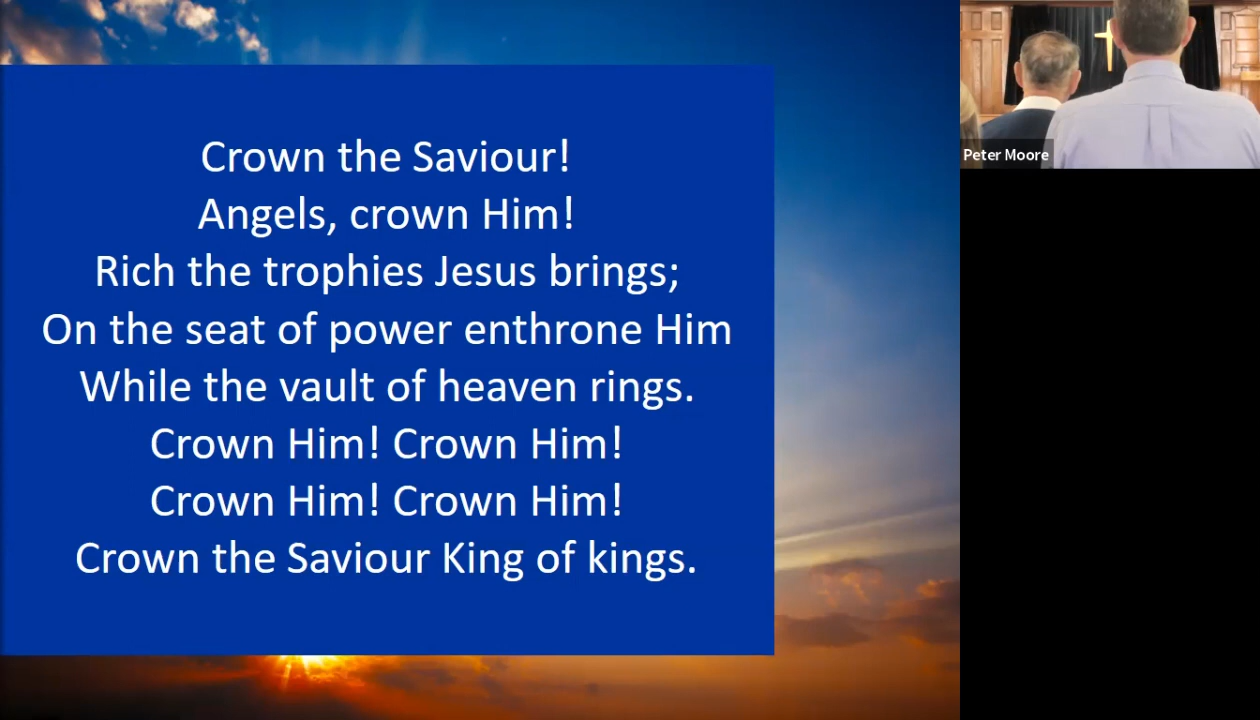 Crown the Saviour!
Angels, crown Him!
Rich the trophies Jesus brings;
On the seat of power enthrone Him
While the vault of heaven rings.
Crown Him! Crown Him!
Crown Him! Crown Him!
Crown the Saviour King of kings.
Peter Moore